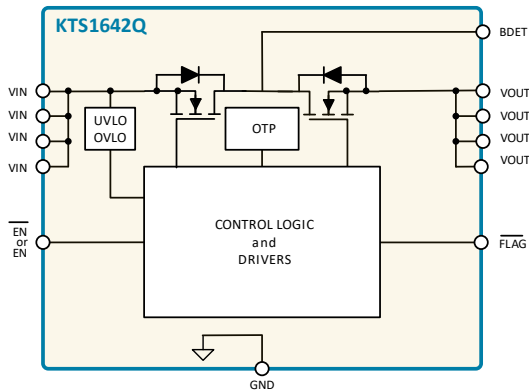 KTS1642Q
BDET
VIN
VIN
VIN
VIN
UVLO
OVLO
OTP
VOUT
VOUT
VOUT
VOUT
CONTROL LOGIC
and
DRIVERS
EN
or
EN
FLAG
GND